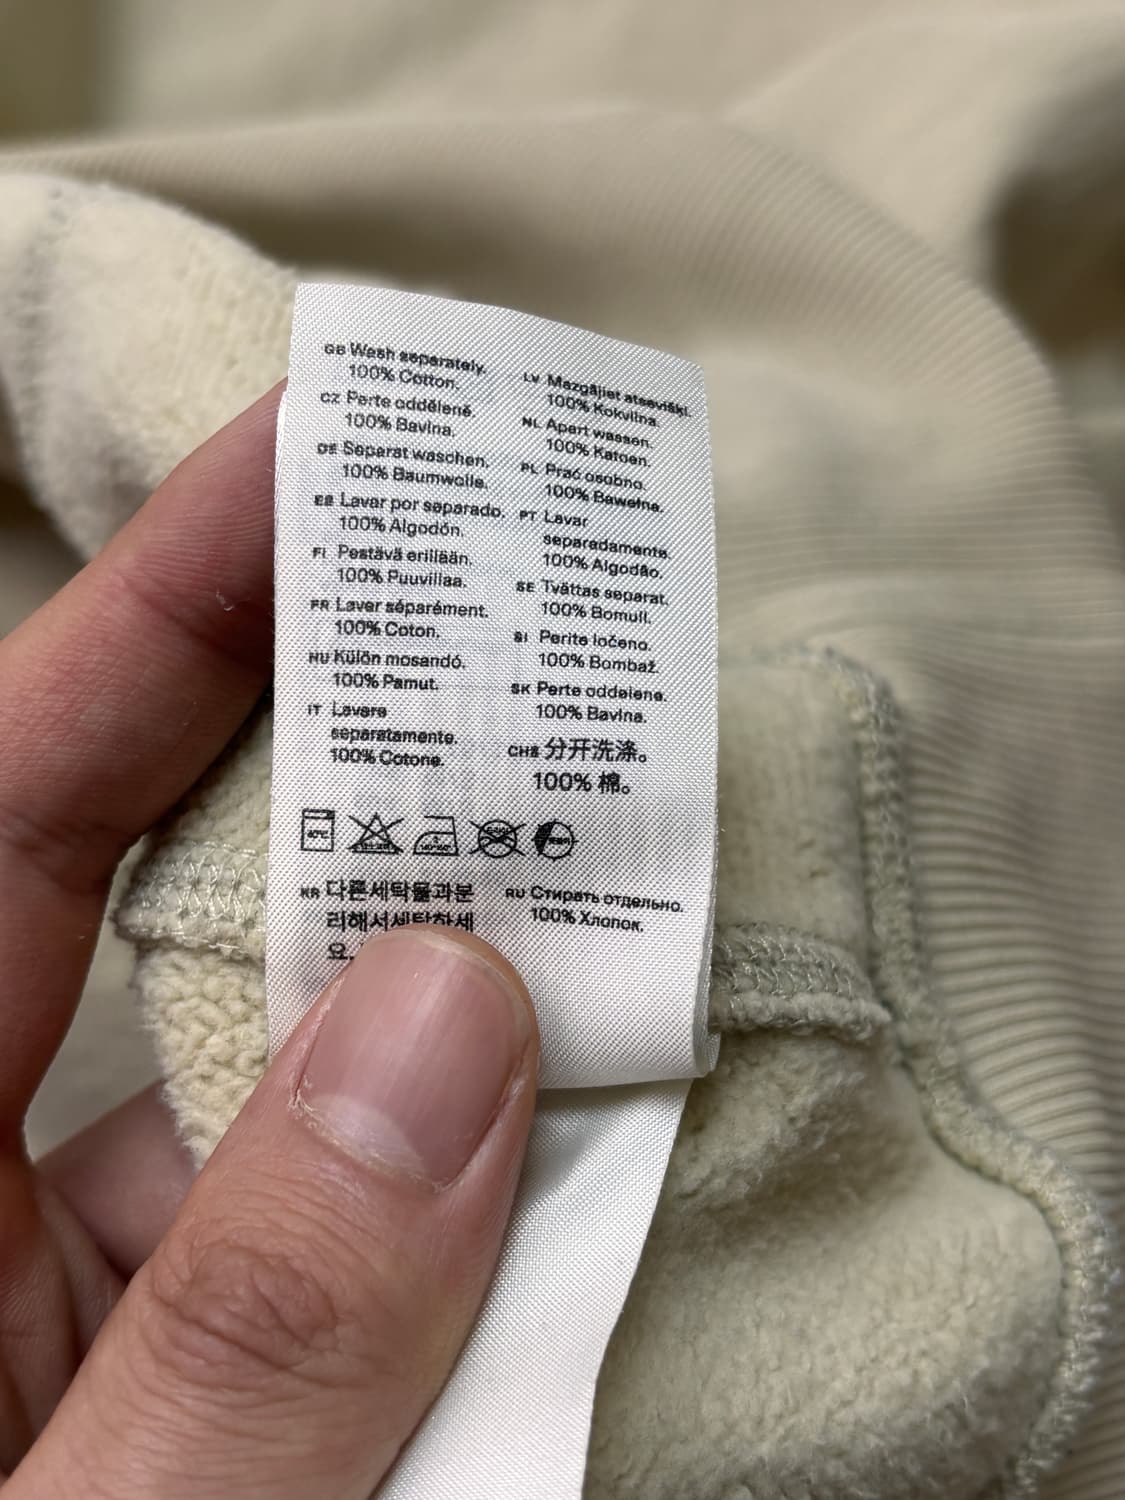 GB Wash separately.
100% Cotton.
CZ Perte odděleně.
100% Bavlna.
DE Separat waschen.
100% Baumwolle.
ES Lavar por separado.
100% Algodón.
FI Pestävä erillään.
100% Puuvillaa.
FR Laver séparément.
100% Coton.
HU Külön mosandó.
100% Pamut.
IT Lavare
separatamente.
100% Cotone.
LV Mazgājiet atsevišķi.
100% Kokvilna.
NL Apart wassen.
100% Katoen.
PL Prać osobno.
100% Bawełna.
PT Lavar
separadamente.
100% Algodão.
SE Tvättas separat.
100% Bomull.
SI Perite ločeno.
100% Bombaž.
SK Perte oddelene.
100% Bavlna.
CHS 分开洗涤。
100% 棉。
40℃
KR 다른세탁물과분
리해서세탁하세
요.
RU Стирать отдельно.
100% Хлопок.